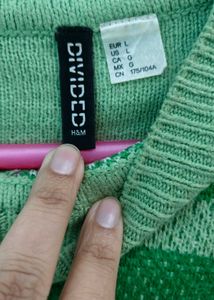 DIVIDED
H&M
EUR L
US L
CA G
MX G
CN 175/104A